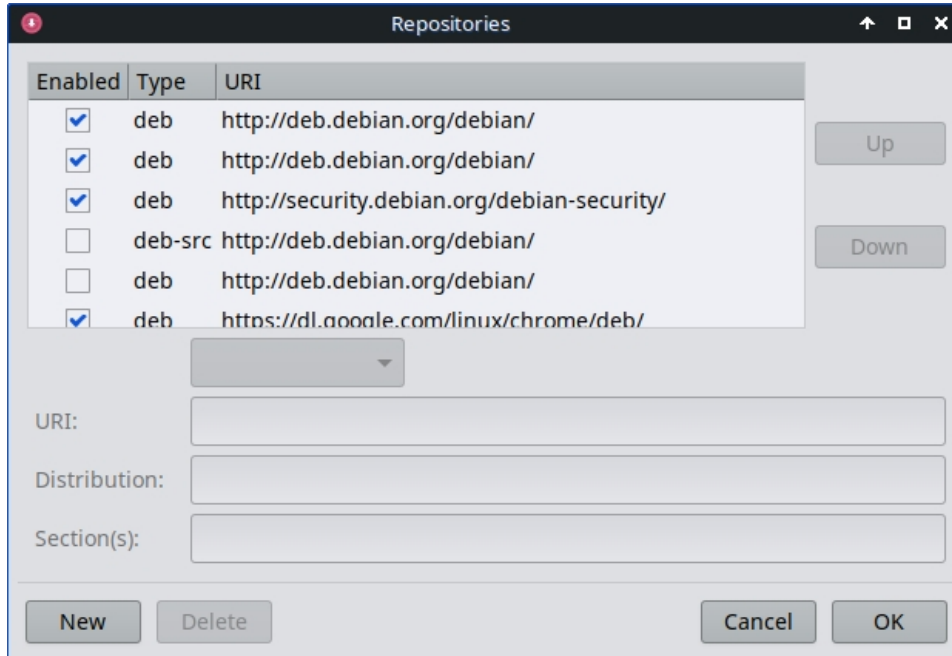 Repositories
Enabled Type URI
deb http://deb.debian.org/debian/
deb http://deb.debian.org/debian/
deb http://security.debian.org/debian-security/
deb-src http://deb.debian.org/debian/
deb http://deb.debian.org/debian/
deb https://dl.google.com/linux/chrome/deb/
Up
Down
URI:
Distribution:
Section(s):
New Delete Cancel OK